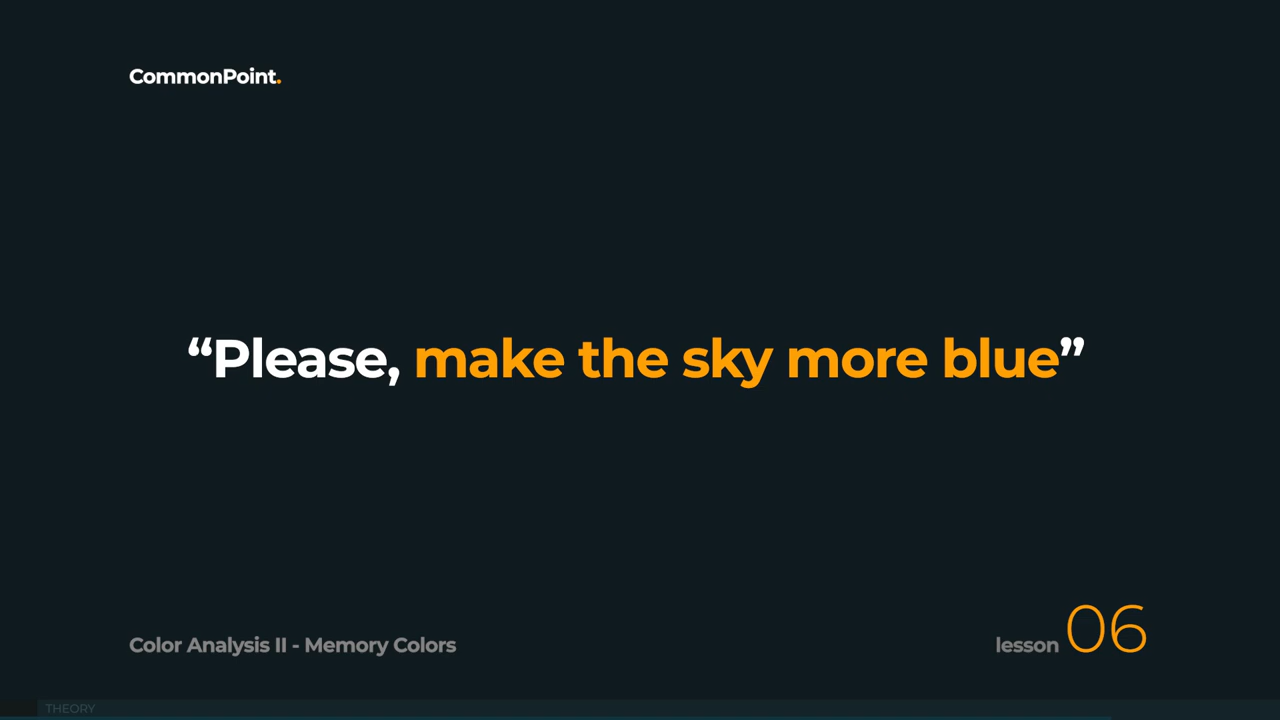 CommonPoint.
“Please, make the sky more blue”
Color Analysis II - Memory Colors
lesson 06
THEORY